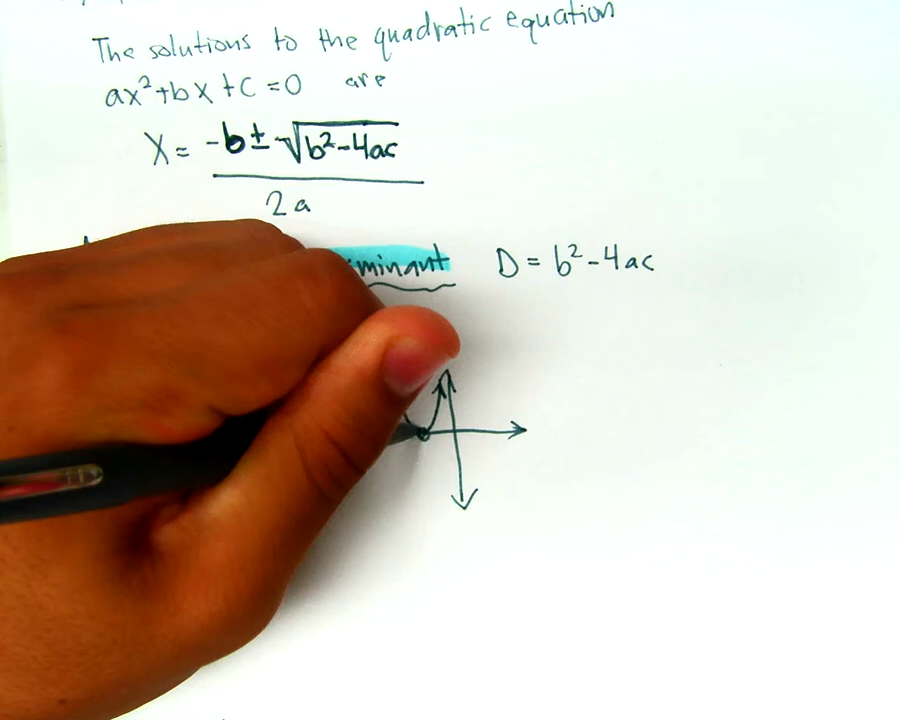 The solutions to the quadratic equation
ax²+bx+c=0 are
X = -b±√b²-4ac
2a
minant D = b²-4ac